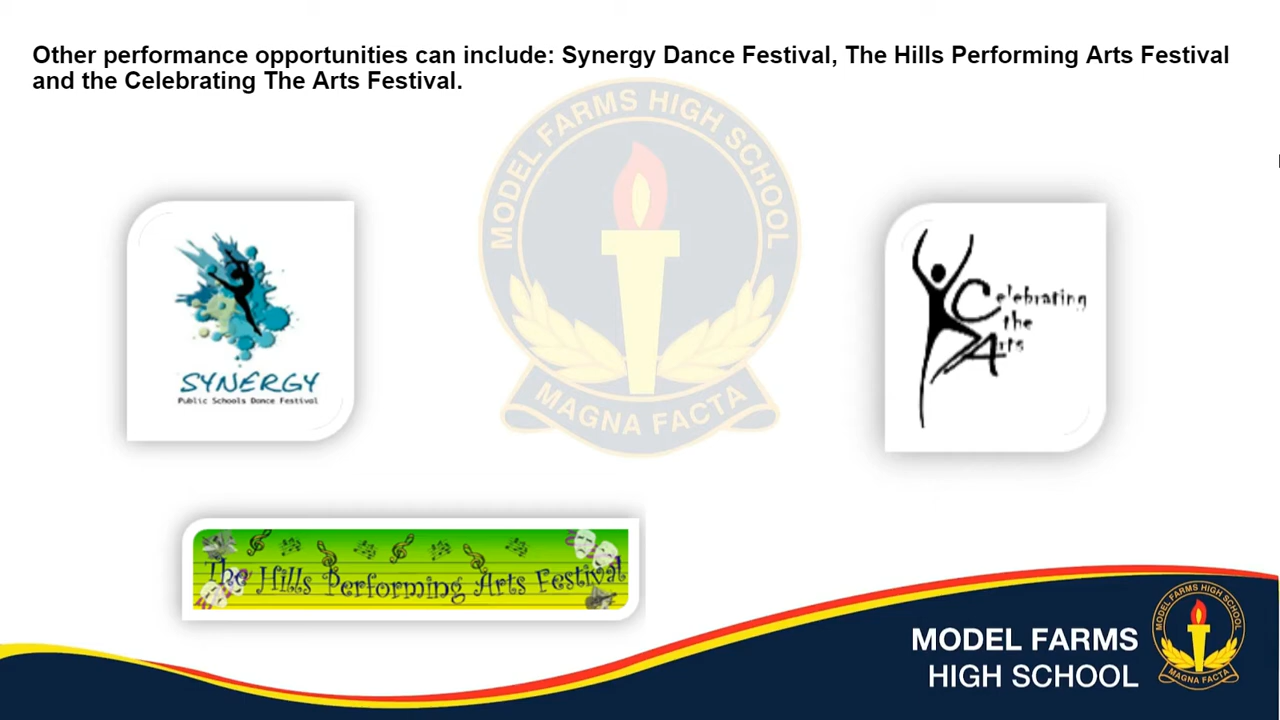 Other performance opportunities can include: Synergy Dance Festival, The Hills Performing Arts Festival
and the Celebrating The Arts Festival.
MODEL FARMS HIGH SCHOOL
MAGNA FACTA
SYNERGY
Public Schools Dance Festival
Celebrating
the
Arts
The Hills Performing Arts Festival
MODEL FARMS
HIGH SCHOOL
MODEL FARMS HIGH SCHOOL
MAGNA FACTA